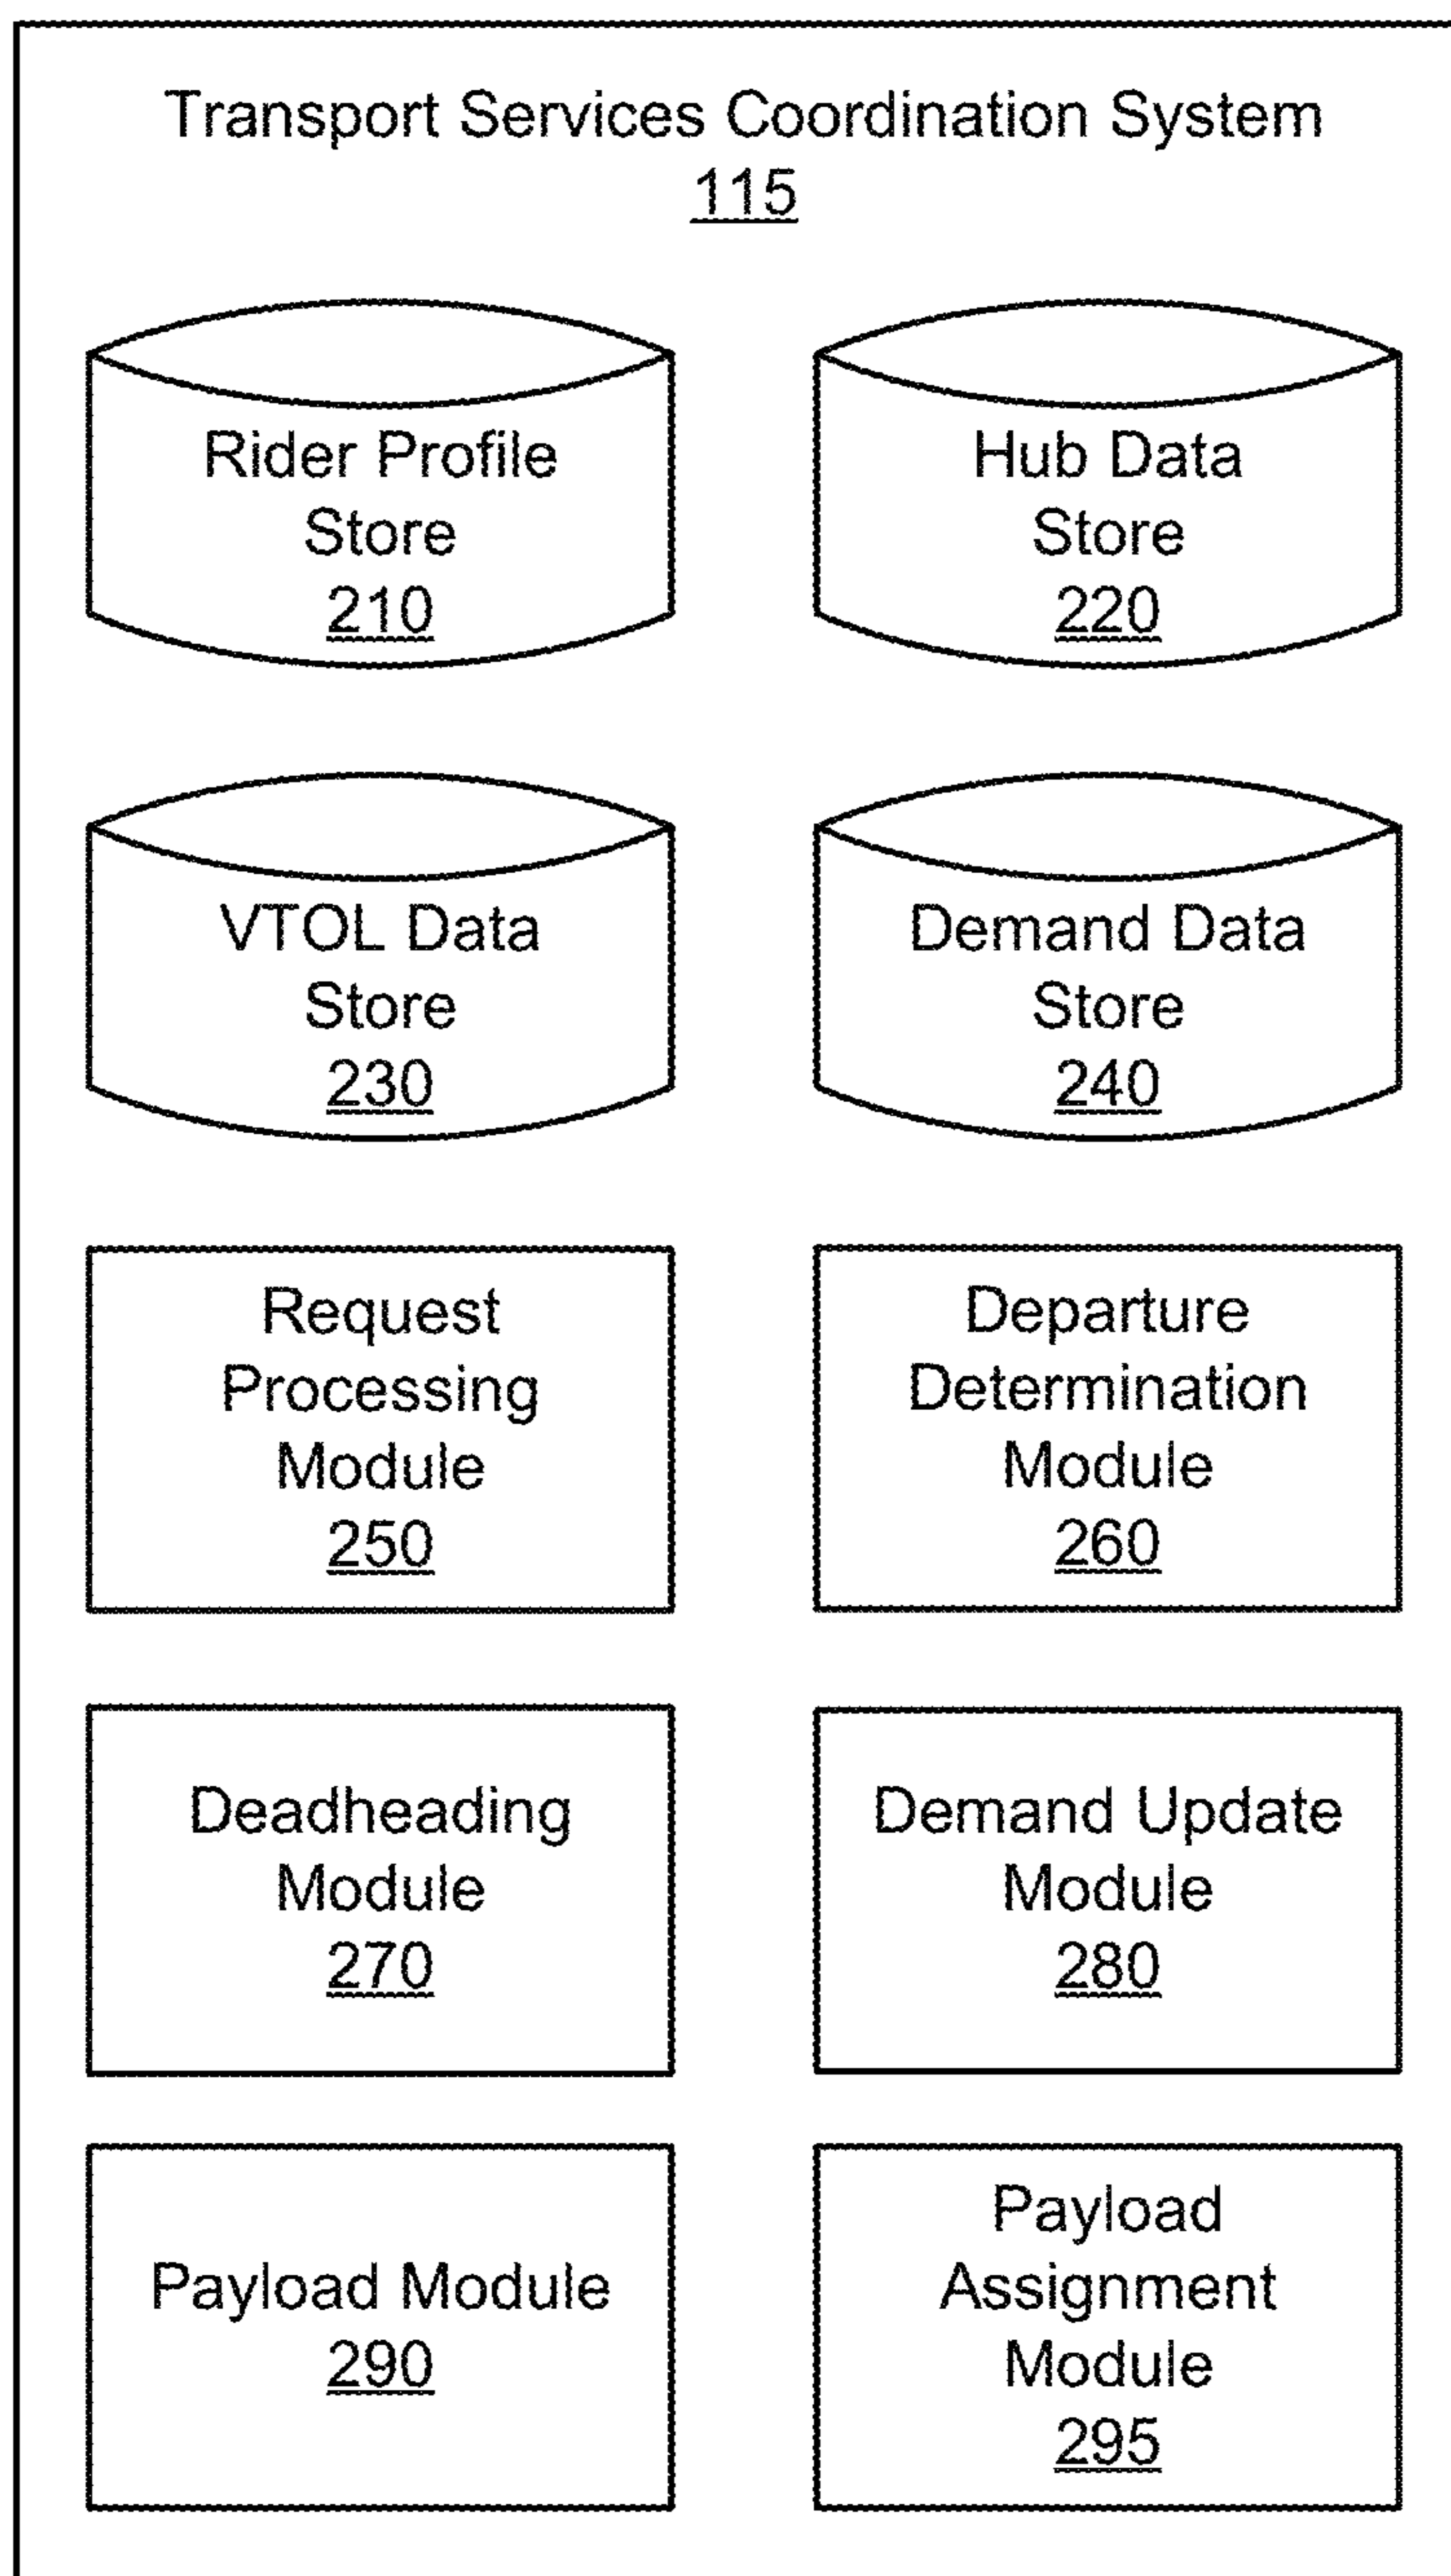 Transport Services Coordination System
115
Rider Profile
Store
210
Hub Data
Store
220
VTOL Data
Store
230
Demand Data
Store
240
Request
Processing
Module
250
Departure
Determination
Module
260
Deadheading
Module
270
Demand Update
Module
280
Payload Module
290
Payload
Assignment
Module
295